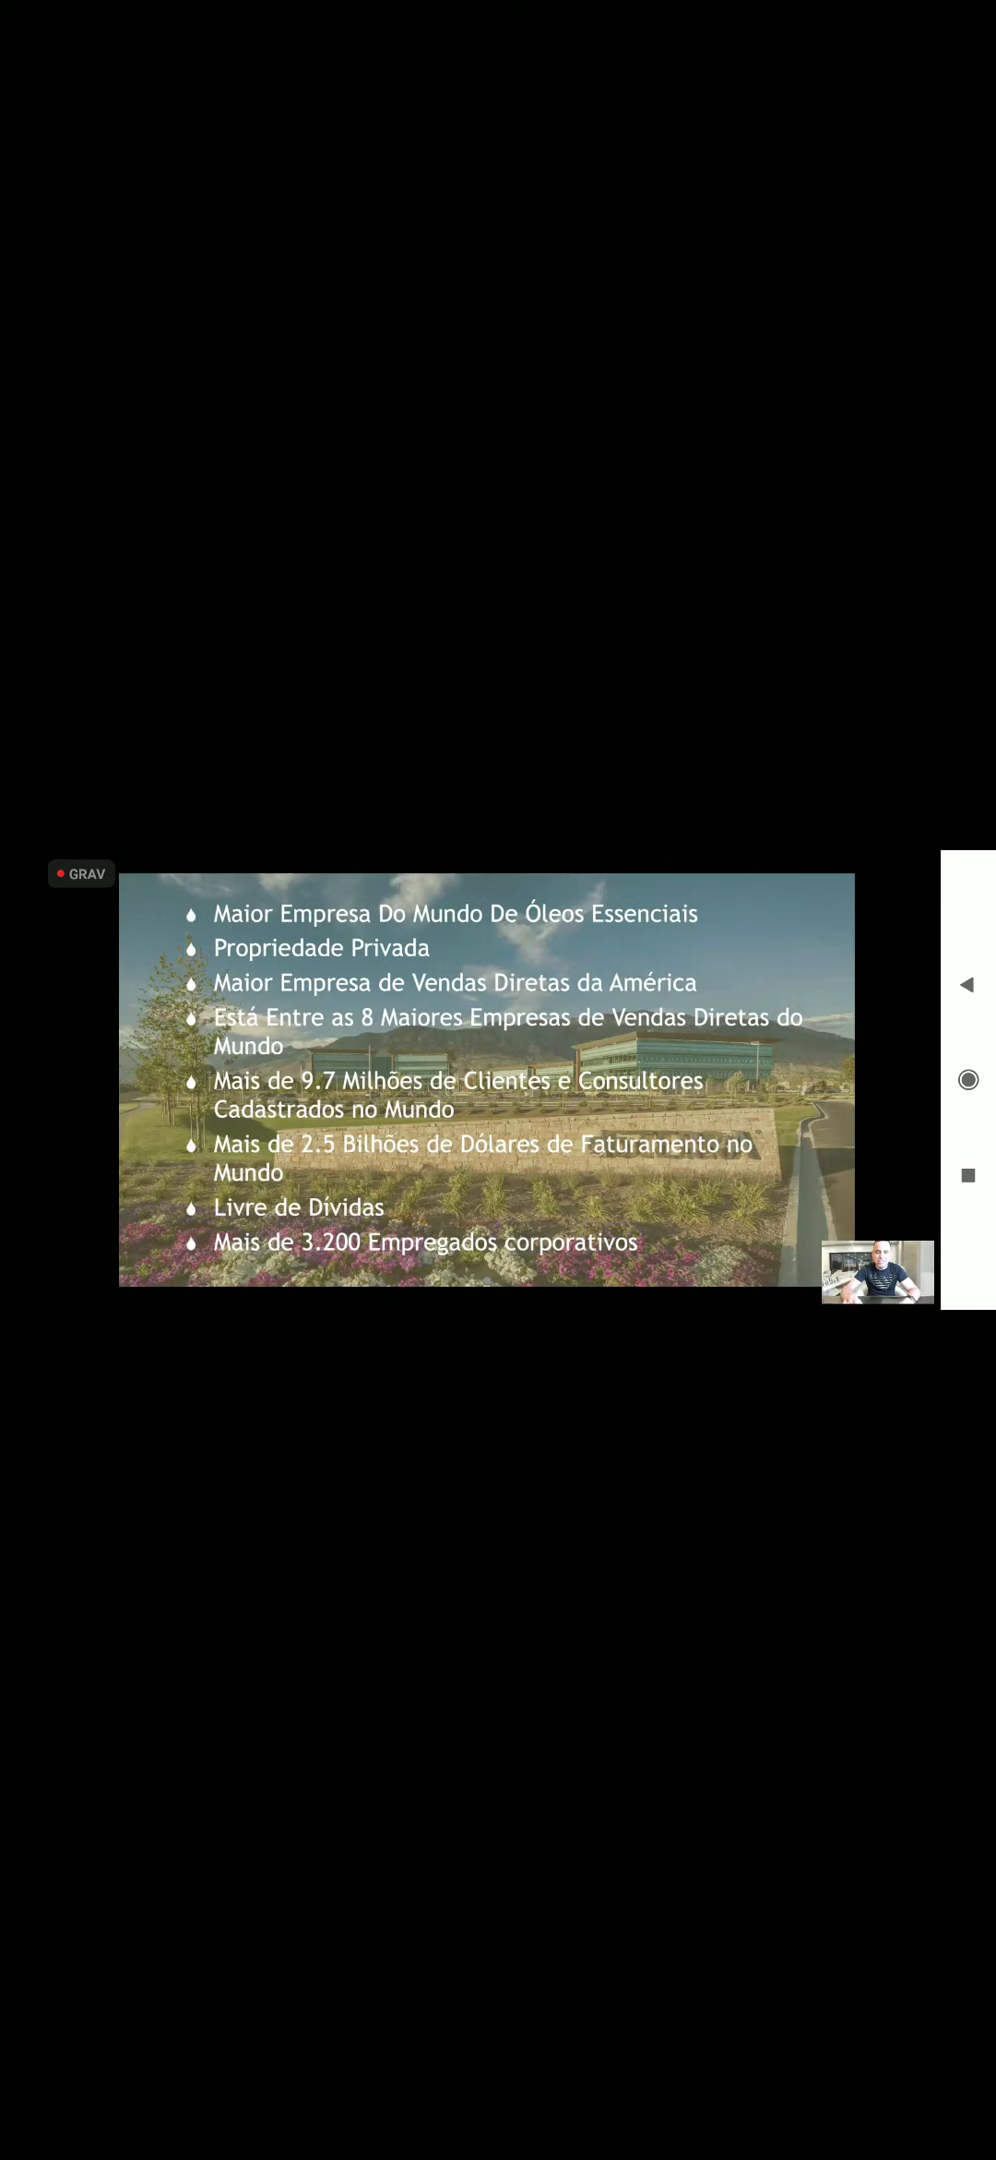 GRAV
Maior Empresa Do Mundo De Óleos Essenciais
Propriedade Privada
Maior Empresa de Vendas Diretas da América
Está Entre as 8 Maiores Empresas de Vendas Diretas do
Mundo
Mais de 9.7 Milhões de Clientes e Consultores
Cadastrados no Mundo
Mais de 2.5 Bilhões de Dólares de Faturamento no
Mundo
Livre de Dívidas
Mais de 3.200 Empregados corporativos